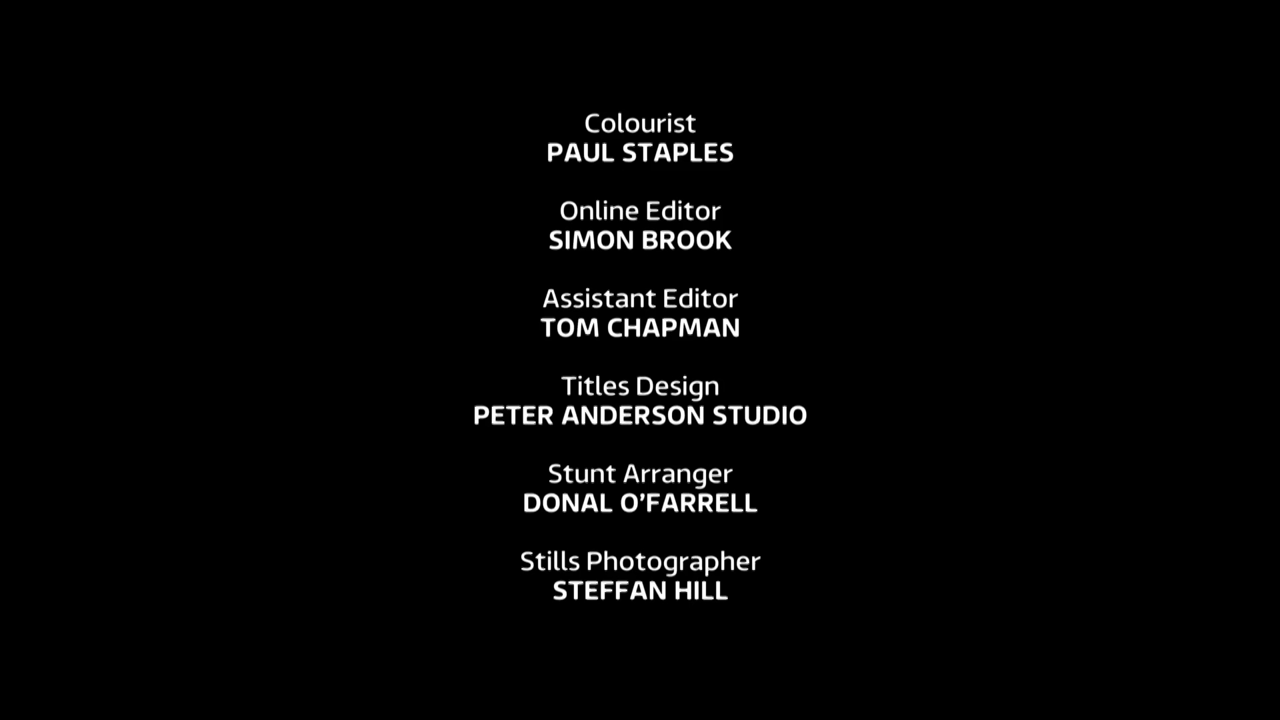 Colourist
PAUL STAPLES
Online Editor
SIMON BROOK
Assistant Editor
TOM CHAPMAN
Titles Design
PETER ANDERSON STUDIO
Stunt Arranger
DONAL O’FARRELL
Stills Photographer
STEFFAN HILL